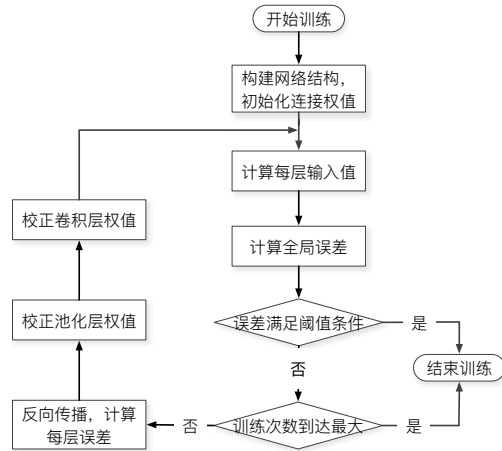 开始训练
构建网络结构，
初始化连接权值
计算每层输入值
校正卷积层权值
计算全局误差
校正池化层权值
误差满足阈值条件
是
否
结束训练
反向传播，计算
每层误差
否
训练次数到达最大
是